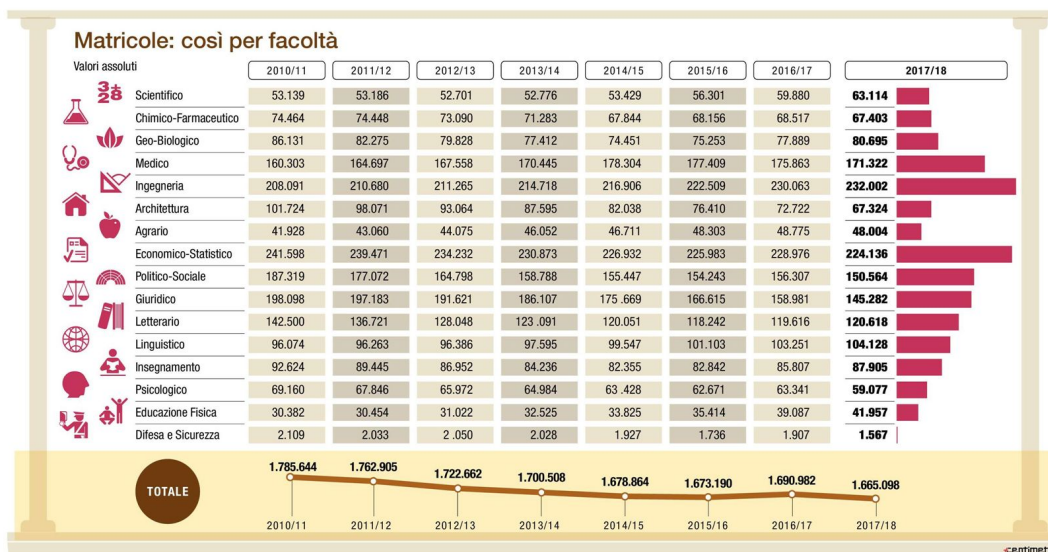 Matricole: così per facoltà
Valori assoluti
2010/11 2011/12 2012/13 2013/14 2014/15 2015/16 2016/17 2017/18
3± 28
Scientifico 53.139 53.186 52.701 52.776 53.429 56.301 59.880 63.114
Chimico-Farmaceutico 74.464 74.448 73.090 71.283 67.844 68.156 68.517 67.403
Geo-Biologico 86.131 82.275 79.828 77.412 74.451 75.253 77.889 80.695
Medico 160.303 164.697 167.558 170.445 178.304 177.409 175.863 171.322
Ingegneria 208.091 210.680 211.265 214.718 216.906 222.509 230.063 232.002
Architettura 101.724 98.071 93.064 87.595 82.038 76.410 72.722 67.324
Agrario 41.928 43.060 44.075 46.052 46.711 48.303 48.775 48.004
Economico-Statistico 241.598 239.471 234.232 230.873 226.932 225.983 228.976 224.136
Politico-Sociale 187.319 177.072 164.798 158.788 155.447 154.243 156.307 150.564
Giuridico 198.098 197.183 191.621 186.107 175 .669 166.615 158.981 145.282
Letterario 142.500 136.721 128.048 123 .091 120.051 118.242 119.616 120.618
Linguistico 96.074 96.263 96.386 97.595 99.547 101.103 103.251 104.128
Insegnamento 92.624 89.445 86.952 84.236 82.355 82.842 85.807 87.905
Psicologico 69.160 67.846 65.972 64.984 63 .428 62.671 63.341 59.077
Educazione Fisica 30.382 30.454 31.022 32.525 33.825 35.414 39.087 41.957
Difesa e Sicurezza 2.109 2.033 2 .050 2.028 1.927 1.736 1.907 1.567
TOTALE
1.785.644 1.762.905 1.722.662 1.700.508 1.678.864 1.673.190 1.690.982 1.665.098
2010/11 2011/12 2012/13 2013/14 2014/15 2015/16 2016/17 2017/18